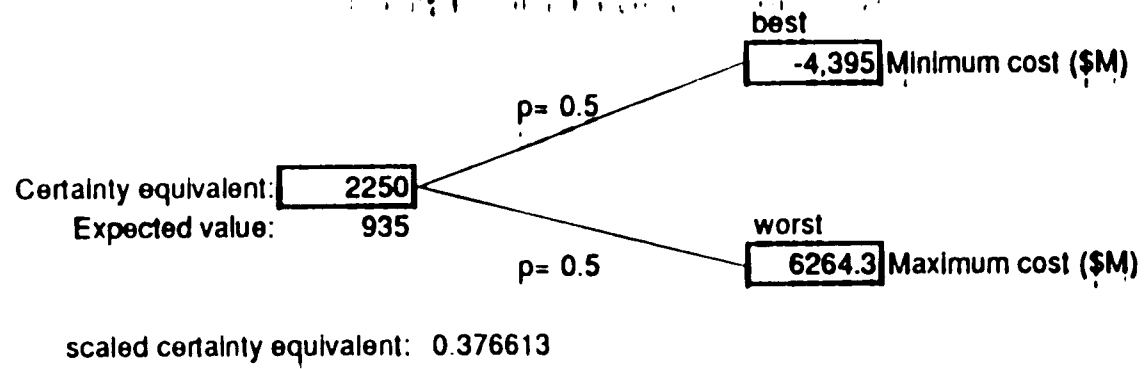 best
-4,395 Minimum cost ($M)
p= 0.5
Certainty equivalent: 2250
Expected value: 935
worst
p= 0.5
6264.3 Maximum cost ($M)
scaled certainty equivalent: 0.376613